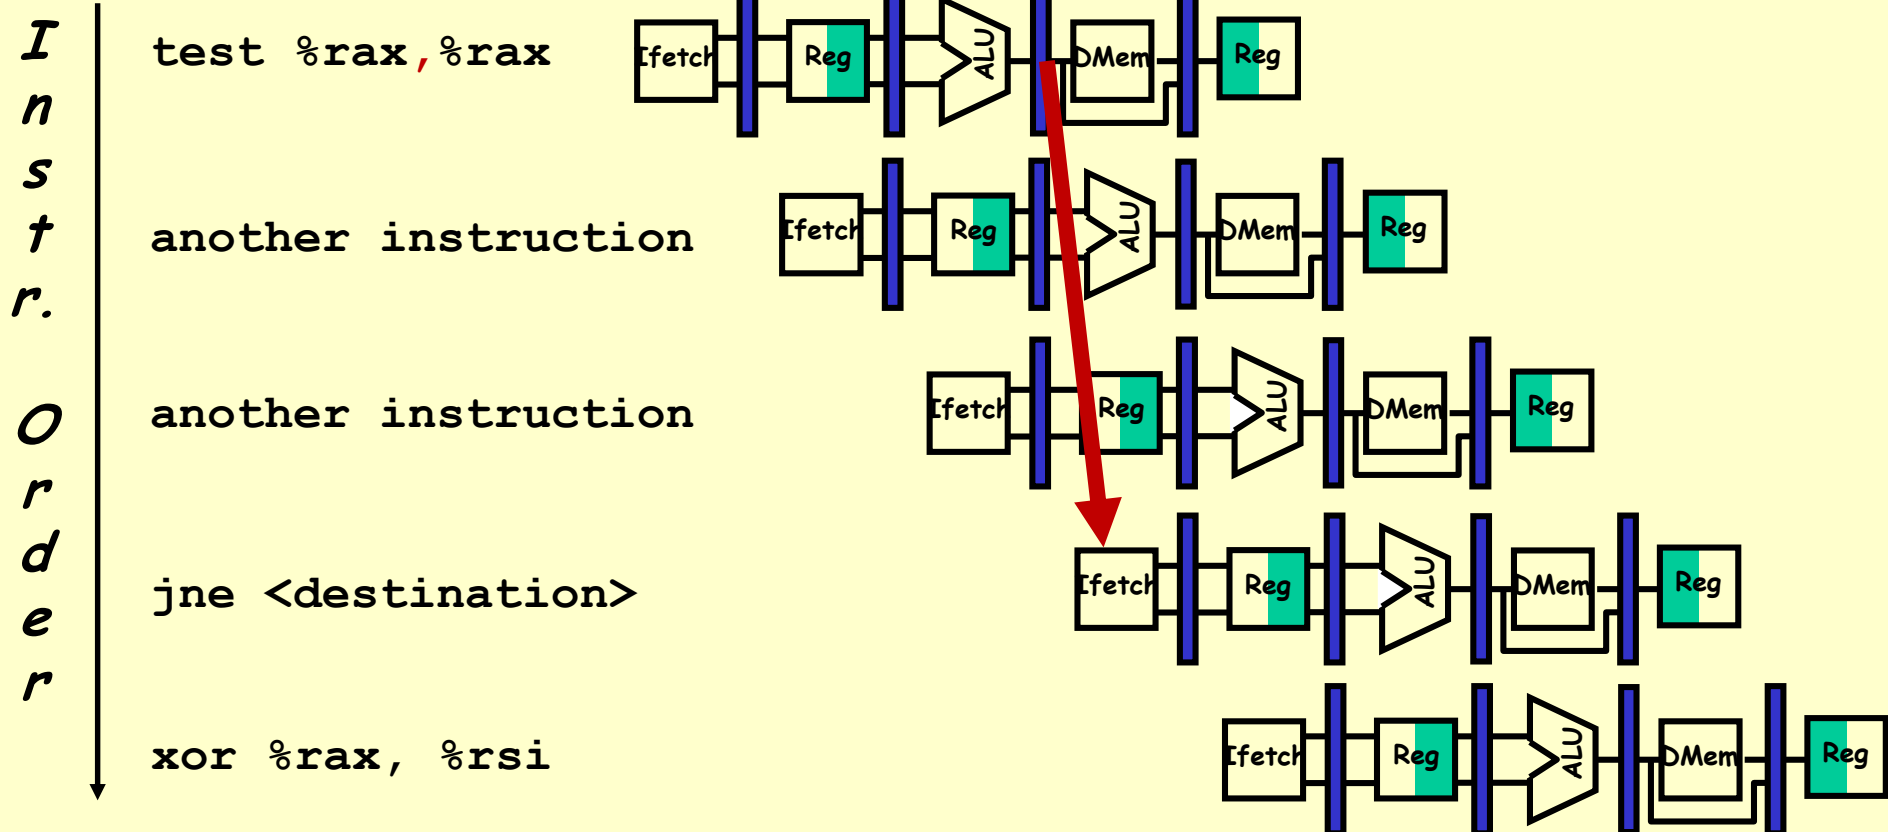 Instr. Order
test %rax,%rax
Ifetch Reg ALU DMem Reg
another instruction
Ifetch Reg ALU DMem Reg
another instruction
Ifetch Reg ALU DMem Reg
jne <destination>
Ifetch Reg ALU DMem Reg
xor %rax, %rsi
Ifetch Reg ALU DMem Reg